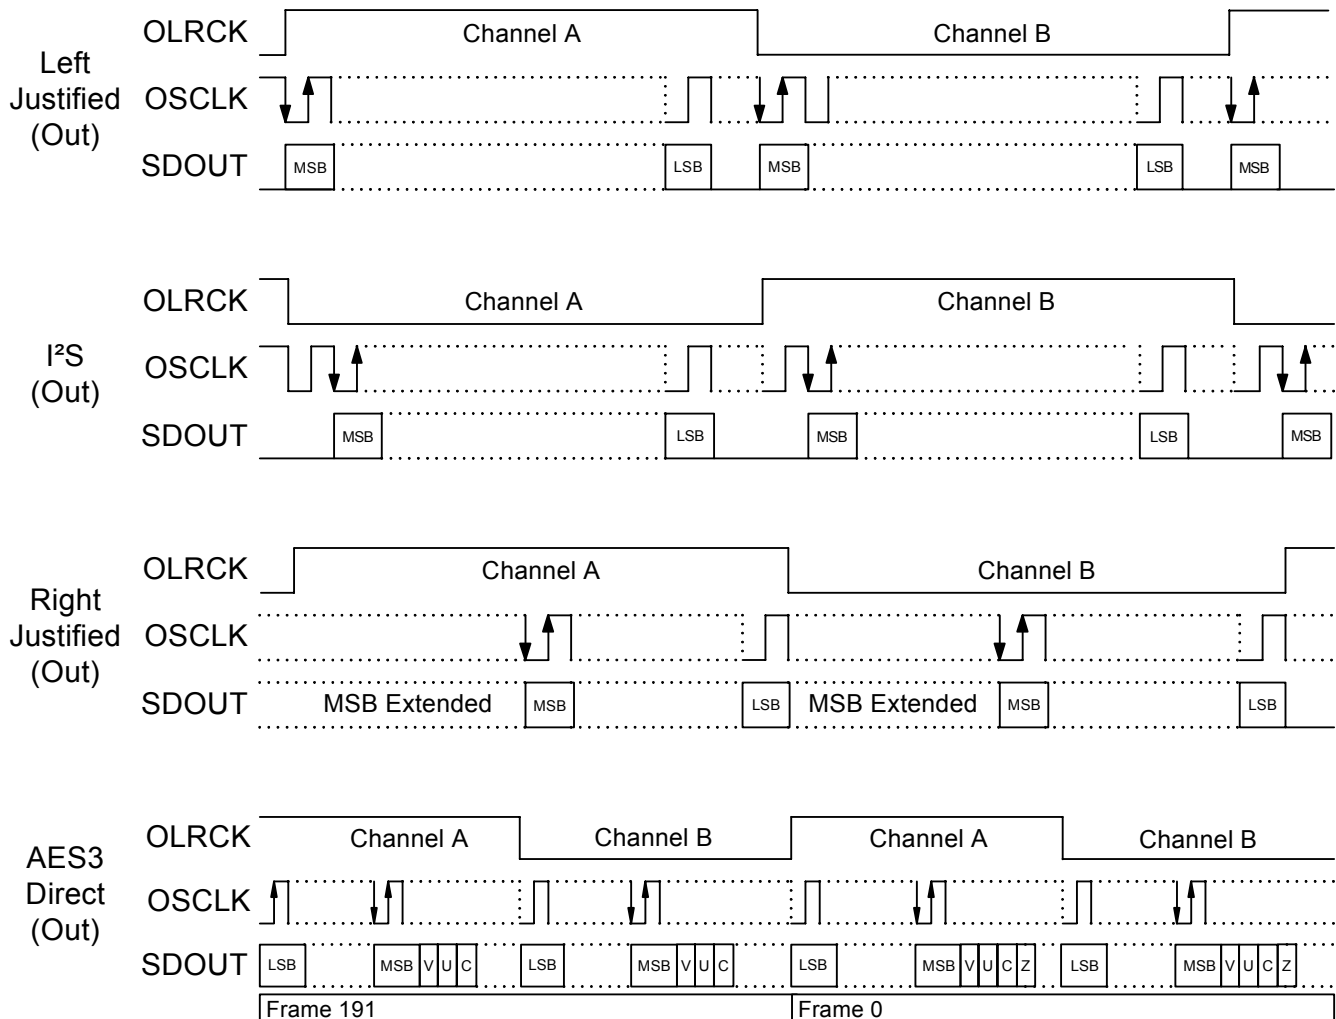 Left
Justified
(Out)
OLRCK Channel A Channel B
OSCLK
SDOUT MSB LSB MSB LSB MSB
I²S
(Out)
OLRCK Channel A Channel B
OSCLK
SDOUT MSB LSB MSB LSB MSB
Right
Justified
(Out)
OLRCK Channel A Channel B
OSCLK
SDOUT MSB Extended MSB LSB MSB Extended MSB LSB
AES3
Direct
(Out)
OLRCK Channel A Channel B Channel A Channel B
OSCLK
SDOUT LSB MSB V U C LSB MSB V U C LSB MSB V U C Z LSB MSB V U C Z
Frame 191 Frame 0